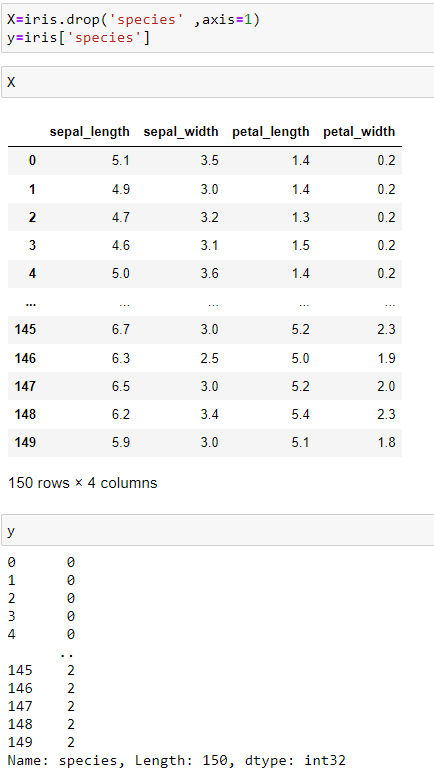 X=iris.drop('species' ,axis=1)
y=iris['species']
X
sepal_length sepal_width petal_length petal_width
0 5.1 3.5 1.4 0.2
1 4.9 3.0 1.4 0.2
2 4.7 3.2 1.3 0.2
3 4.6 3.1 1.5 0.2
4 5.0 3.6 1.4 0.2
... ... ... ... ...
145 6.7 3.0 5.2 2.3
146 6.3 2.5 5.0 1.9
147 6.5 3.0 5.2 2.0
148 6.2 3.4 5.4 2.3
149 5.9 3.0 5.1 1.8
150 rows × 4 columns
y
0 0
1 0
2 0
3 0
4 0
..
145 2
146 2
147 2
148 2
149 2
Name: species, Length: 150, dtype: int32